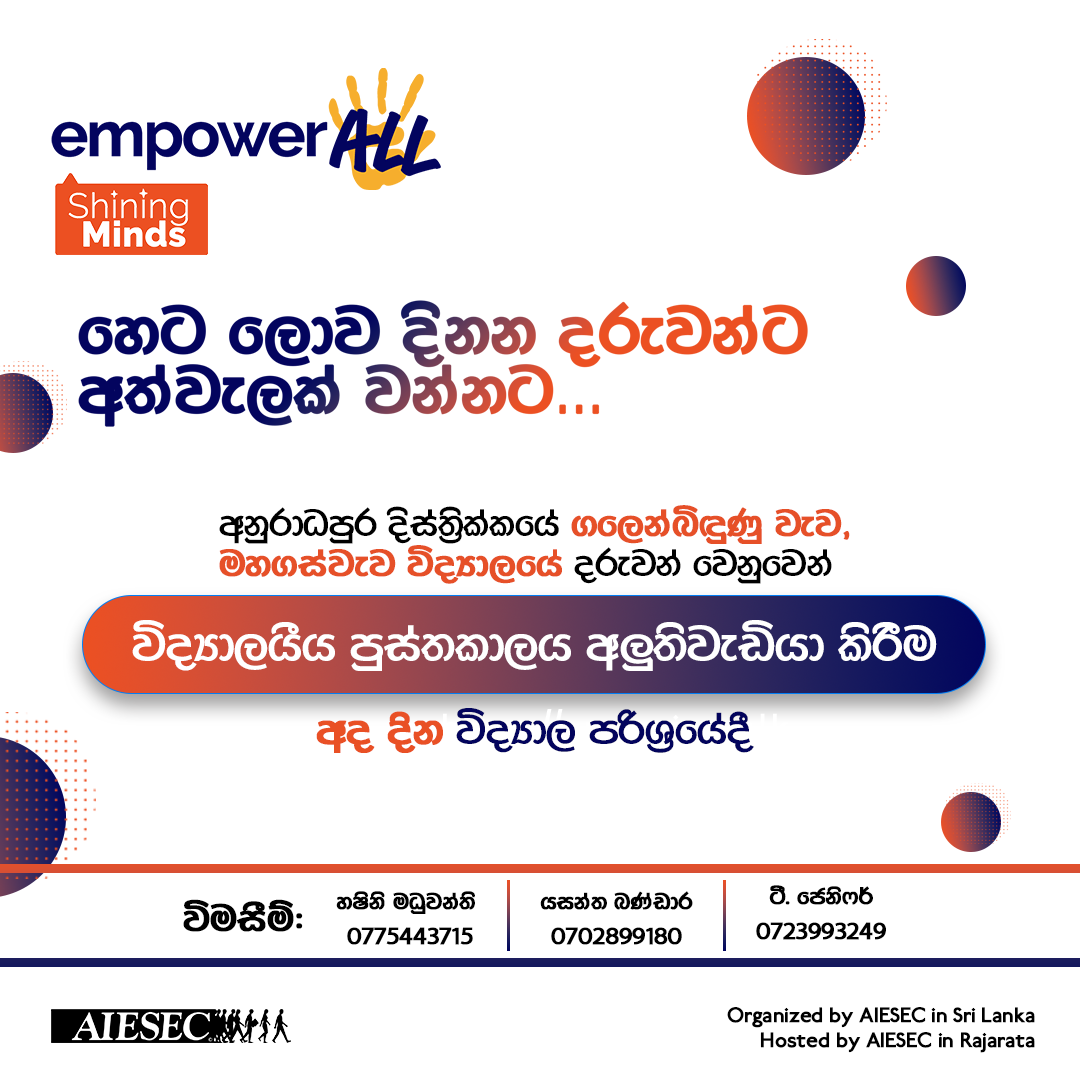 empowerALL
Shining
Minds
හෙට ලොව දිනන දරුවන්ට
අත්වැලක් වන්නට...
අනුරාධපුර දිස්ත්‍රික්කයේ ගලෙන්බිඳුණු වැව,
මහගස්වැව විද්‍යාලයේ දරුවන් වෙනුවෙන්
විද්‍යාලයීය පුස්තකාලය අලුත්වැඩියා කිරීම
අද දින විද්‍යාල පරිශ්‍රයේදී
විමසීම්:
හෂිනි මධුවන්ති
0775443715
යසන්ත බණ්ඩාර
0702899180
ටී. ජෙනිෆර්
0723993249
AIESEC
Organized by AIESEC in Sri Lanka
Hosted by AIESEC in Rajarata